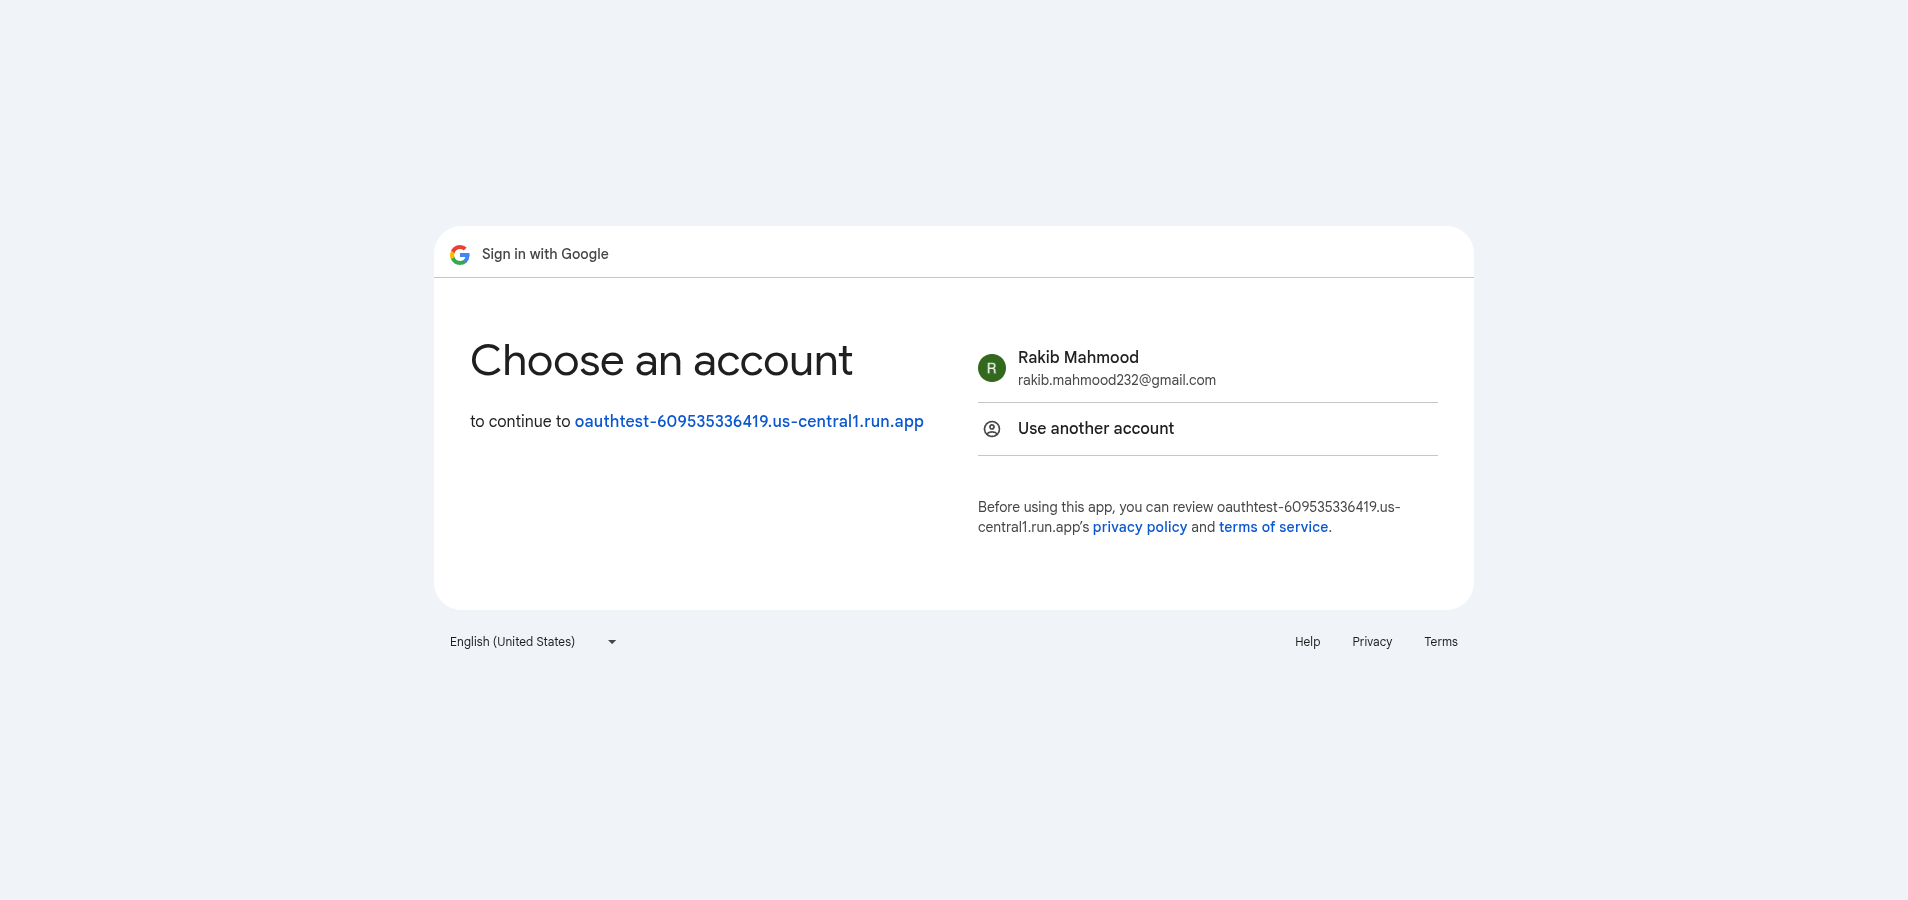 Sign in with Google
Choose an account
to continue to oauthtest-609535336419.us-central1.run.app
R
Rakib Mahmood
rakib.mahmood232@gmail.com
Use another account
Before using this app, you can review oauthtest-609535336419.us-
central1.run.app’s privacy policy and terms of service.
English (United States)
Help Privacy Terms